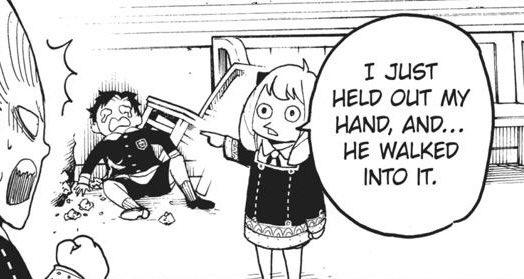 I JUST
HELD OUT MY
HAND, AND...
HE WALKED
INTO IT.